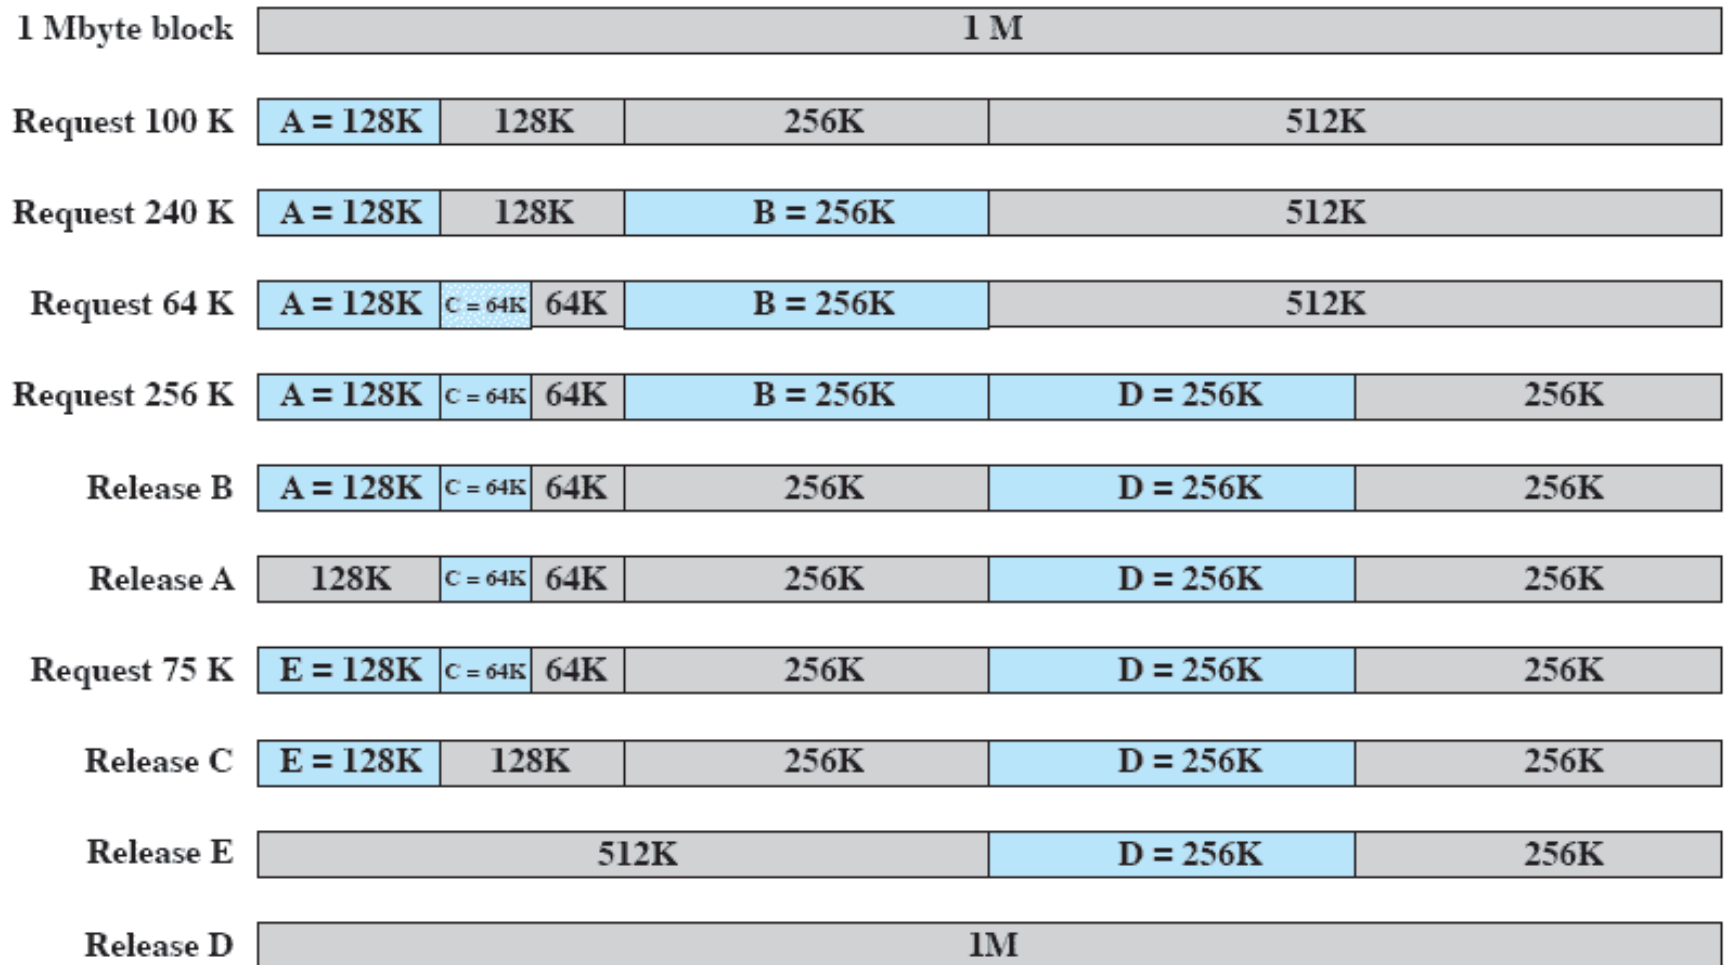 1 Mbyte block 1 M
Request 100 K A = 128K 128K 256K 512K
Request 240 K A = 128K 128K B = 256K 512K
Request 64 K A = 128K C = 64K 64K B = 256K 512K
Request 256 K A = 128K C = 64K 64K B = 256K D = 256K 256K
Release B A = 128K C = 64K 64K 256K D = 256K 256K
Release A 128K C = 64K 64K 256K D = 256K 256K
Request 75 K E = 128K C = 64K 64K 256K D = 256K 256K
Release C E = 128K 128K 256K D = 256K 256K
Release E 512K D = 256K 256K
Release D 1M